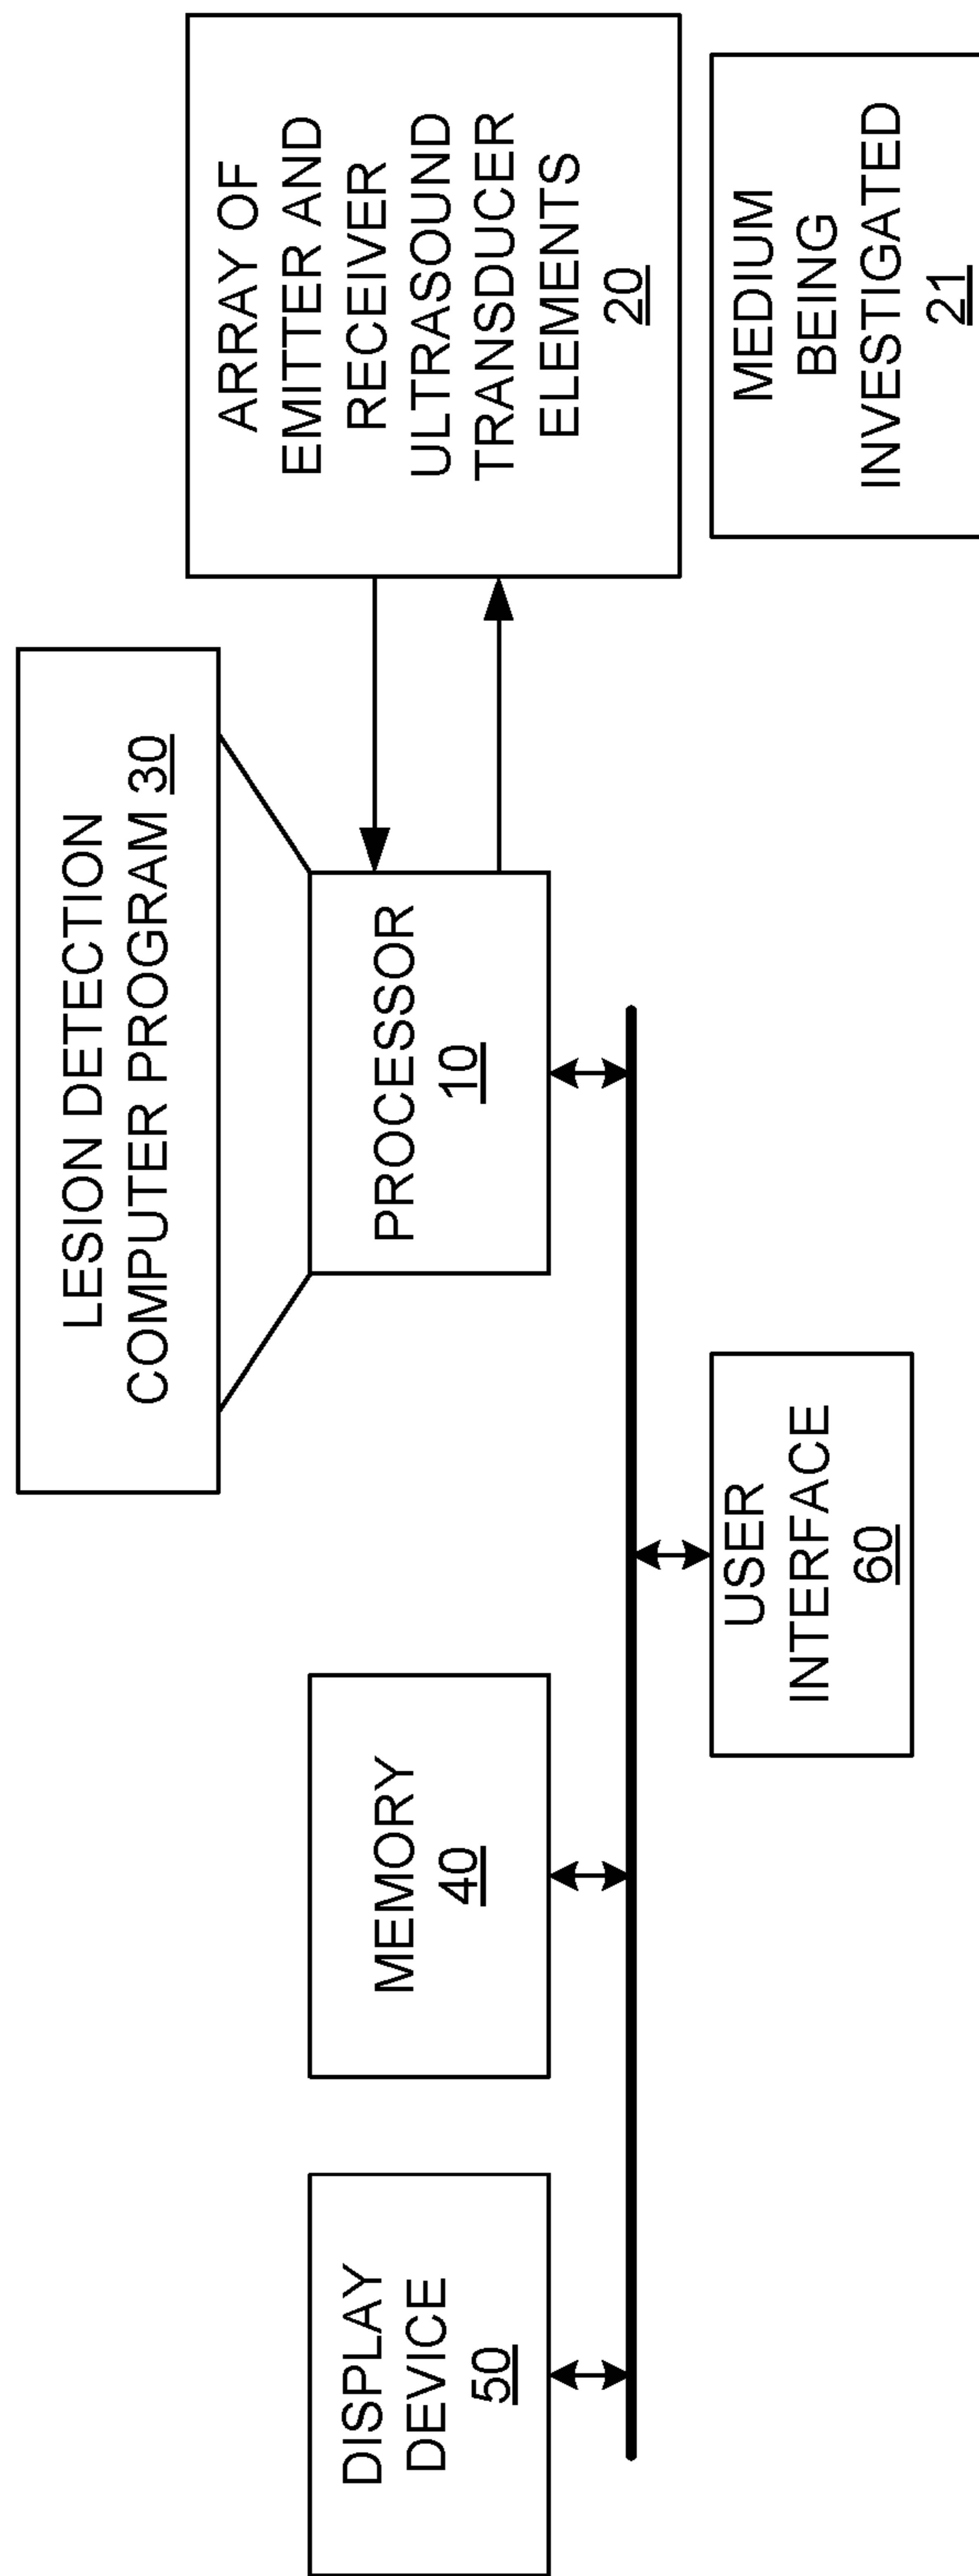 LESION DETECTION
COMPUTER PROGRAM 30
ARRAY OF
EMITTER AND
RECEIVER
ULTRASOUND
TRANSDUCER
ELEMENTS
20
DISPLAY
DEVICE
50
MEMORY
40
PROCESSOR
10
USER
INTERFACE
60
MEDIUM
BEING
INVESTIGATED
21